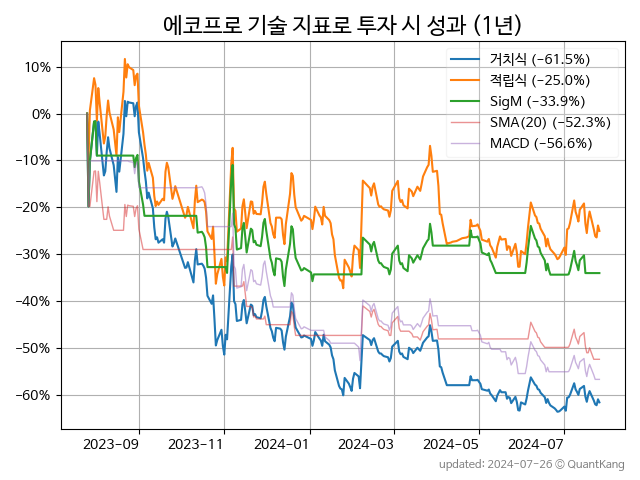 에코프로 기술 지표로 투자 시 성과 (1년)
거치식 (−61.5%)
적립식 (−25.0%)
SigM (−33.9%)
SMA(20) (−52.3%)
MACD (−56.6%)
10%
0%
−10%
−20%
−30%
−40%
−50%
−60%
2023-09 2023-11 2024-01 2024-03 2024-05 2024-07
updated: 2024-07-26 © QuantKang